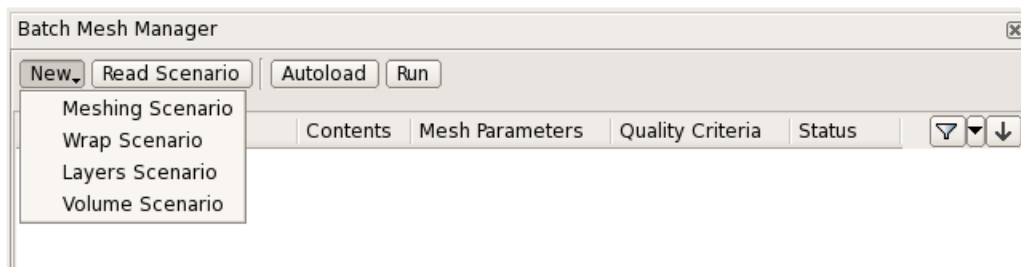 Batch Mesh Manager
New Read Scenario Autoload Run
Meshing Scenario
Contents Mesh Parameters Quality Criteria Status
Wrap Scenario
Layers Scenario
Volume Scenario